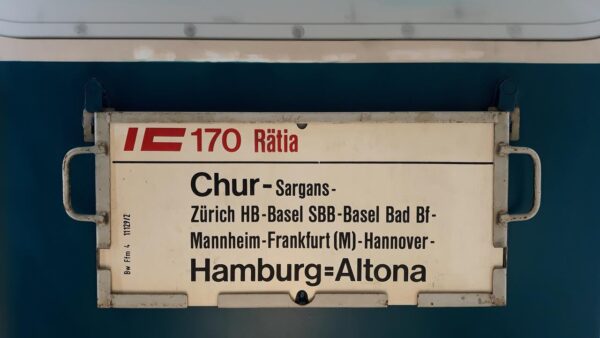 IC 170 Rätia
Chur-Sargans-
Zürich HB-Basel SBB-Basel Bad Bf-
Mannheim-Frankfurt (M)-Hannover-
Hamburg=Altona
Bw Ffm 4 11129/2